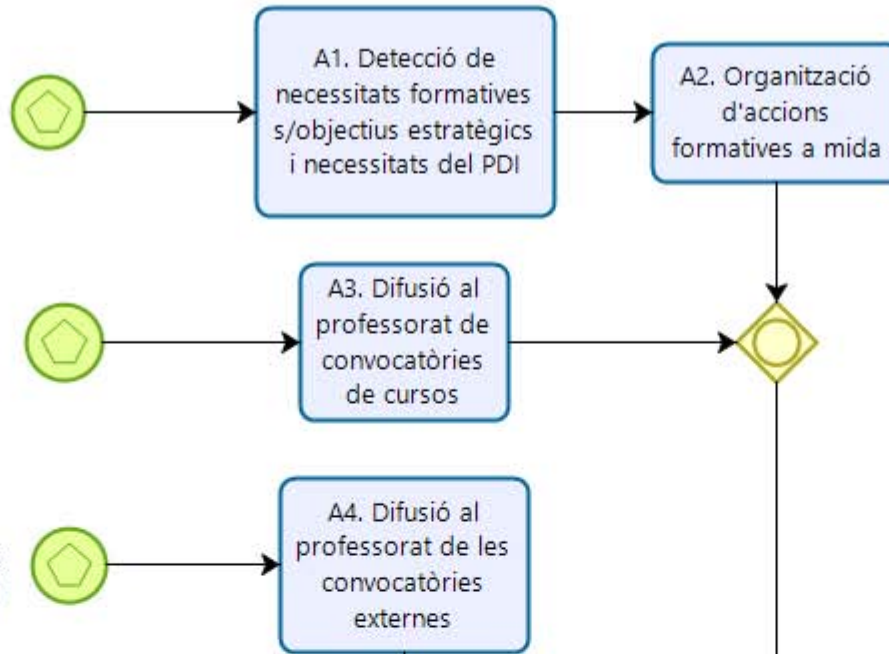 A1. Detecció de
necessitats formatives
s/objectius estratègics
i necessitats del PDI
A2. Organització
d'accions
formatives a mida
A3. Difusió al
professorat de
convocatòries
de cursos
A4. Difusió al
professorat de les
convocatòries
externes